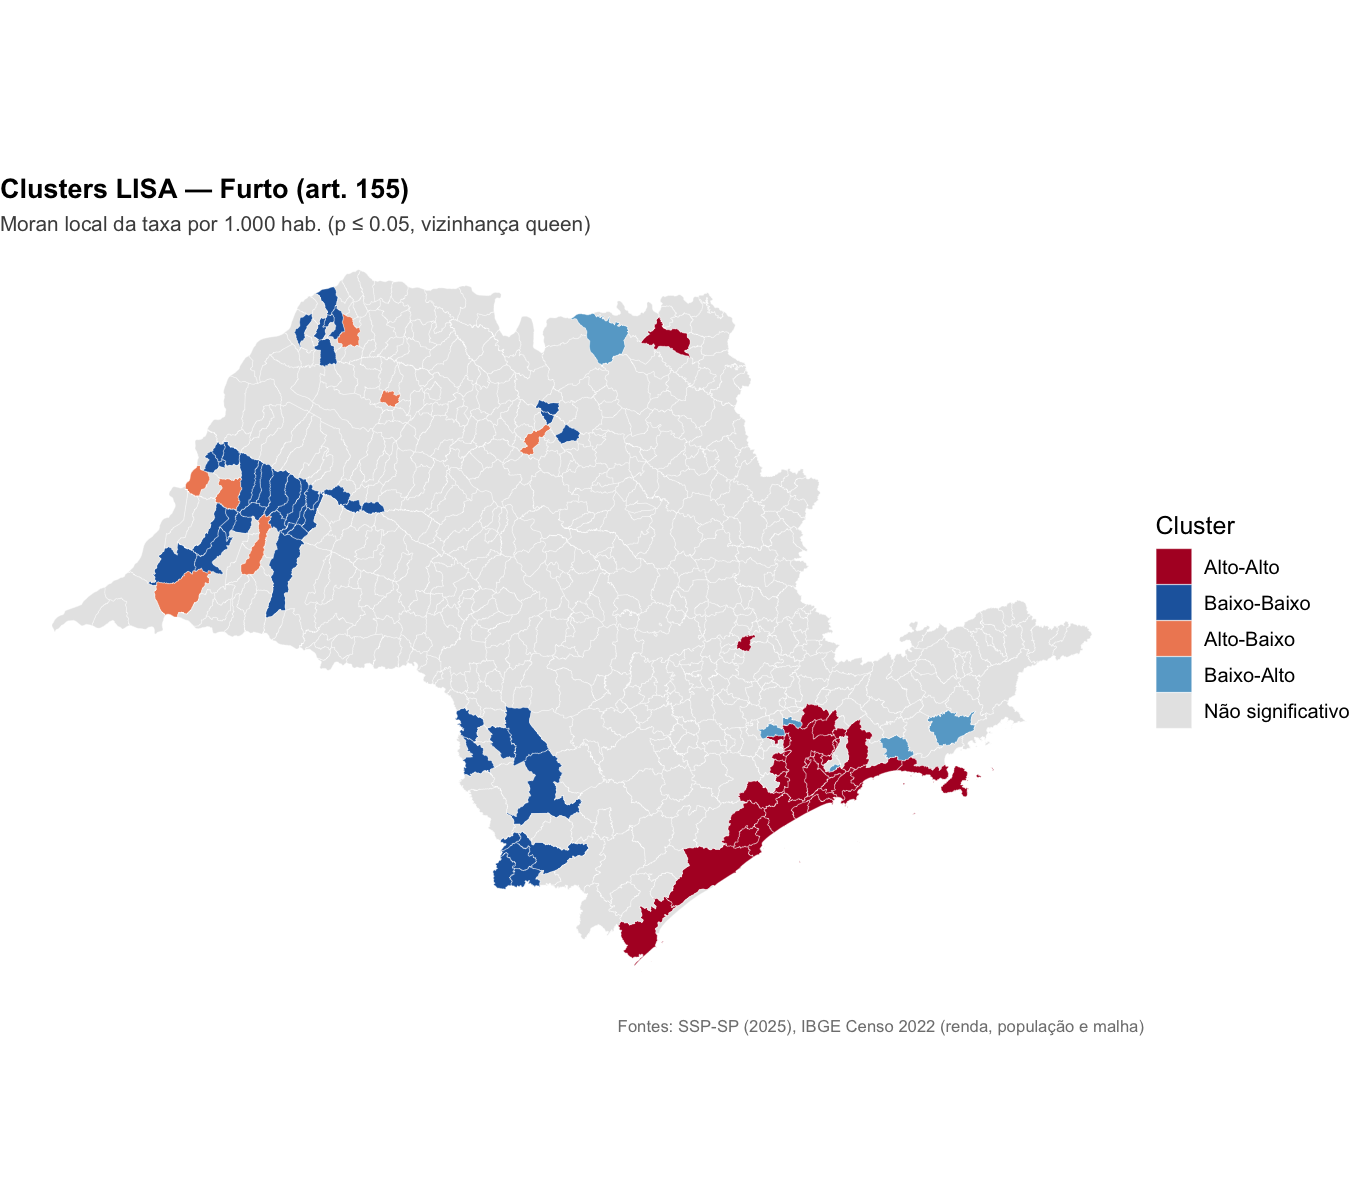 Clusters LISA — Furto (art. 155)
Moran local da taxa por 1.000 hab. (p ≤ 0.05, vizinhança queen)
Cluster
Alto-Alto
Baixo-Baixo
Alto-Baixo
Baixo-Alto
Não significativo
Fontes: SSP-SP (2025), IBGE Censo 2022 (renda, população e malha)